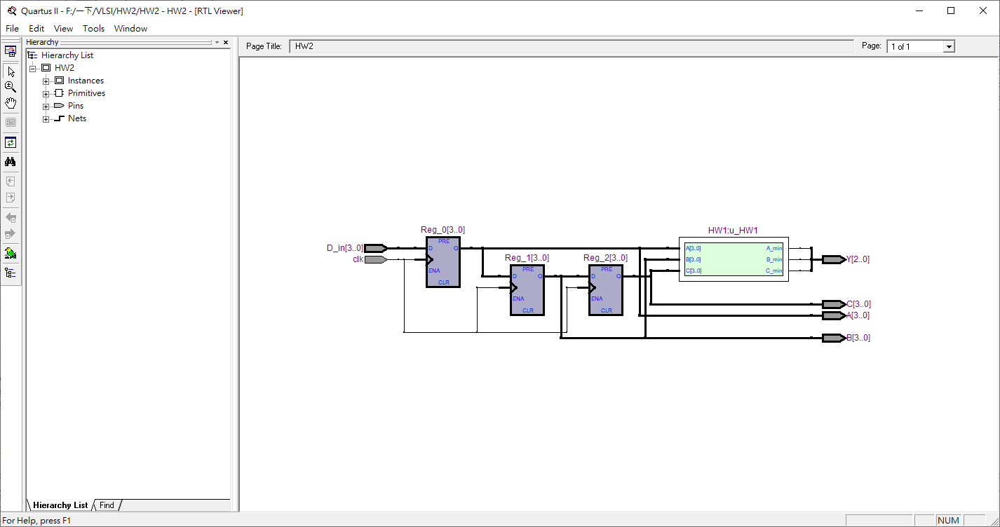 Quartus II - F:/一下/VLSI/HW2/HW2 - HW2 - [RTL Viewer]
File Edit View Tools Window
Hierarchy
Page Title: HW2 Page: 1 of 1
Hierarchy List
HW2
Instances
Primitives
Pins
Nets
Reg_0[3..0]
HW1:u_HW1
PRE
D_in[3..0]
D Q
A[3..0] A_min
clk
Reg_1[3..0]
Reg_2[3..0]
B[3..0] B_min
Y[2..0]
ENA
PRE
PRE
C[3..0] C_min
D Q
D Q
CLR
ENA
ENA
C[3..0]
CLR
CLR
A[3..0]
B[3..0]
Hierarchy List Find
For Help, press F1 NUM